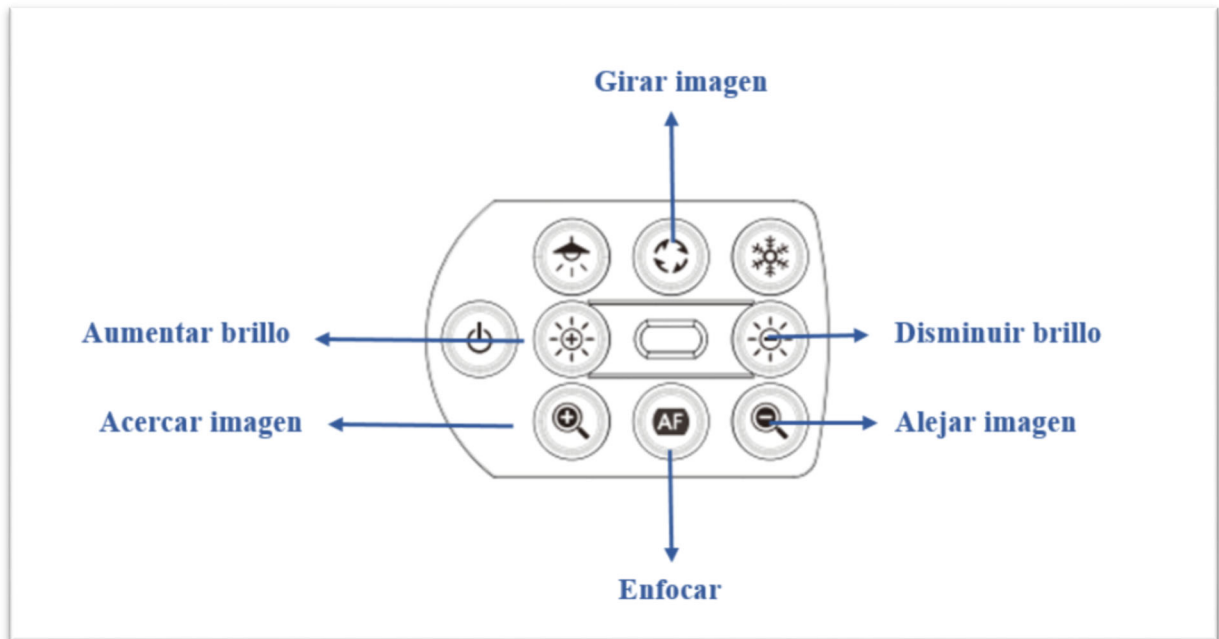 Girar imagen
Aumentar brillo
Disminuir brillo
Acercar imagen
AF
Alejar imagen
Enfocar